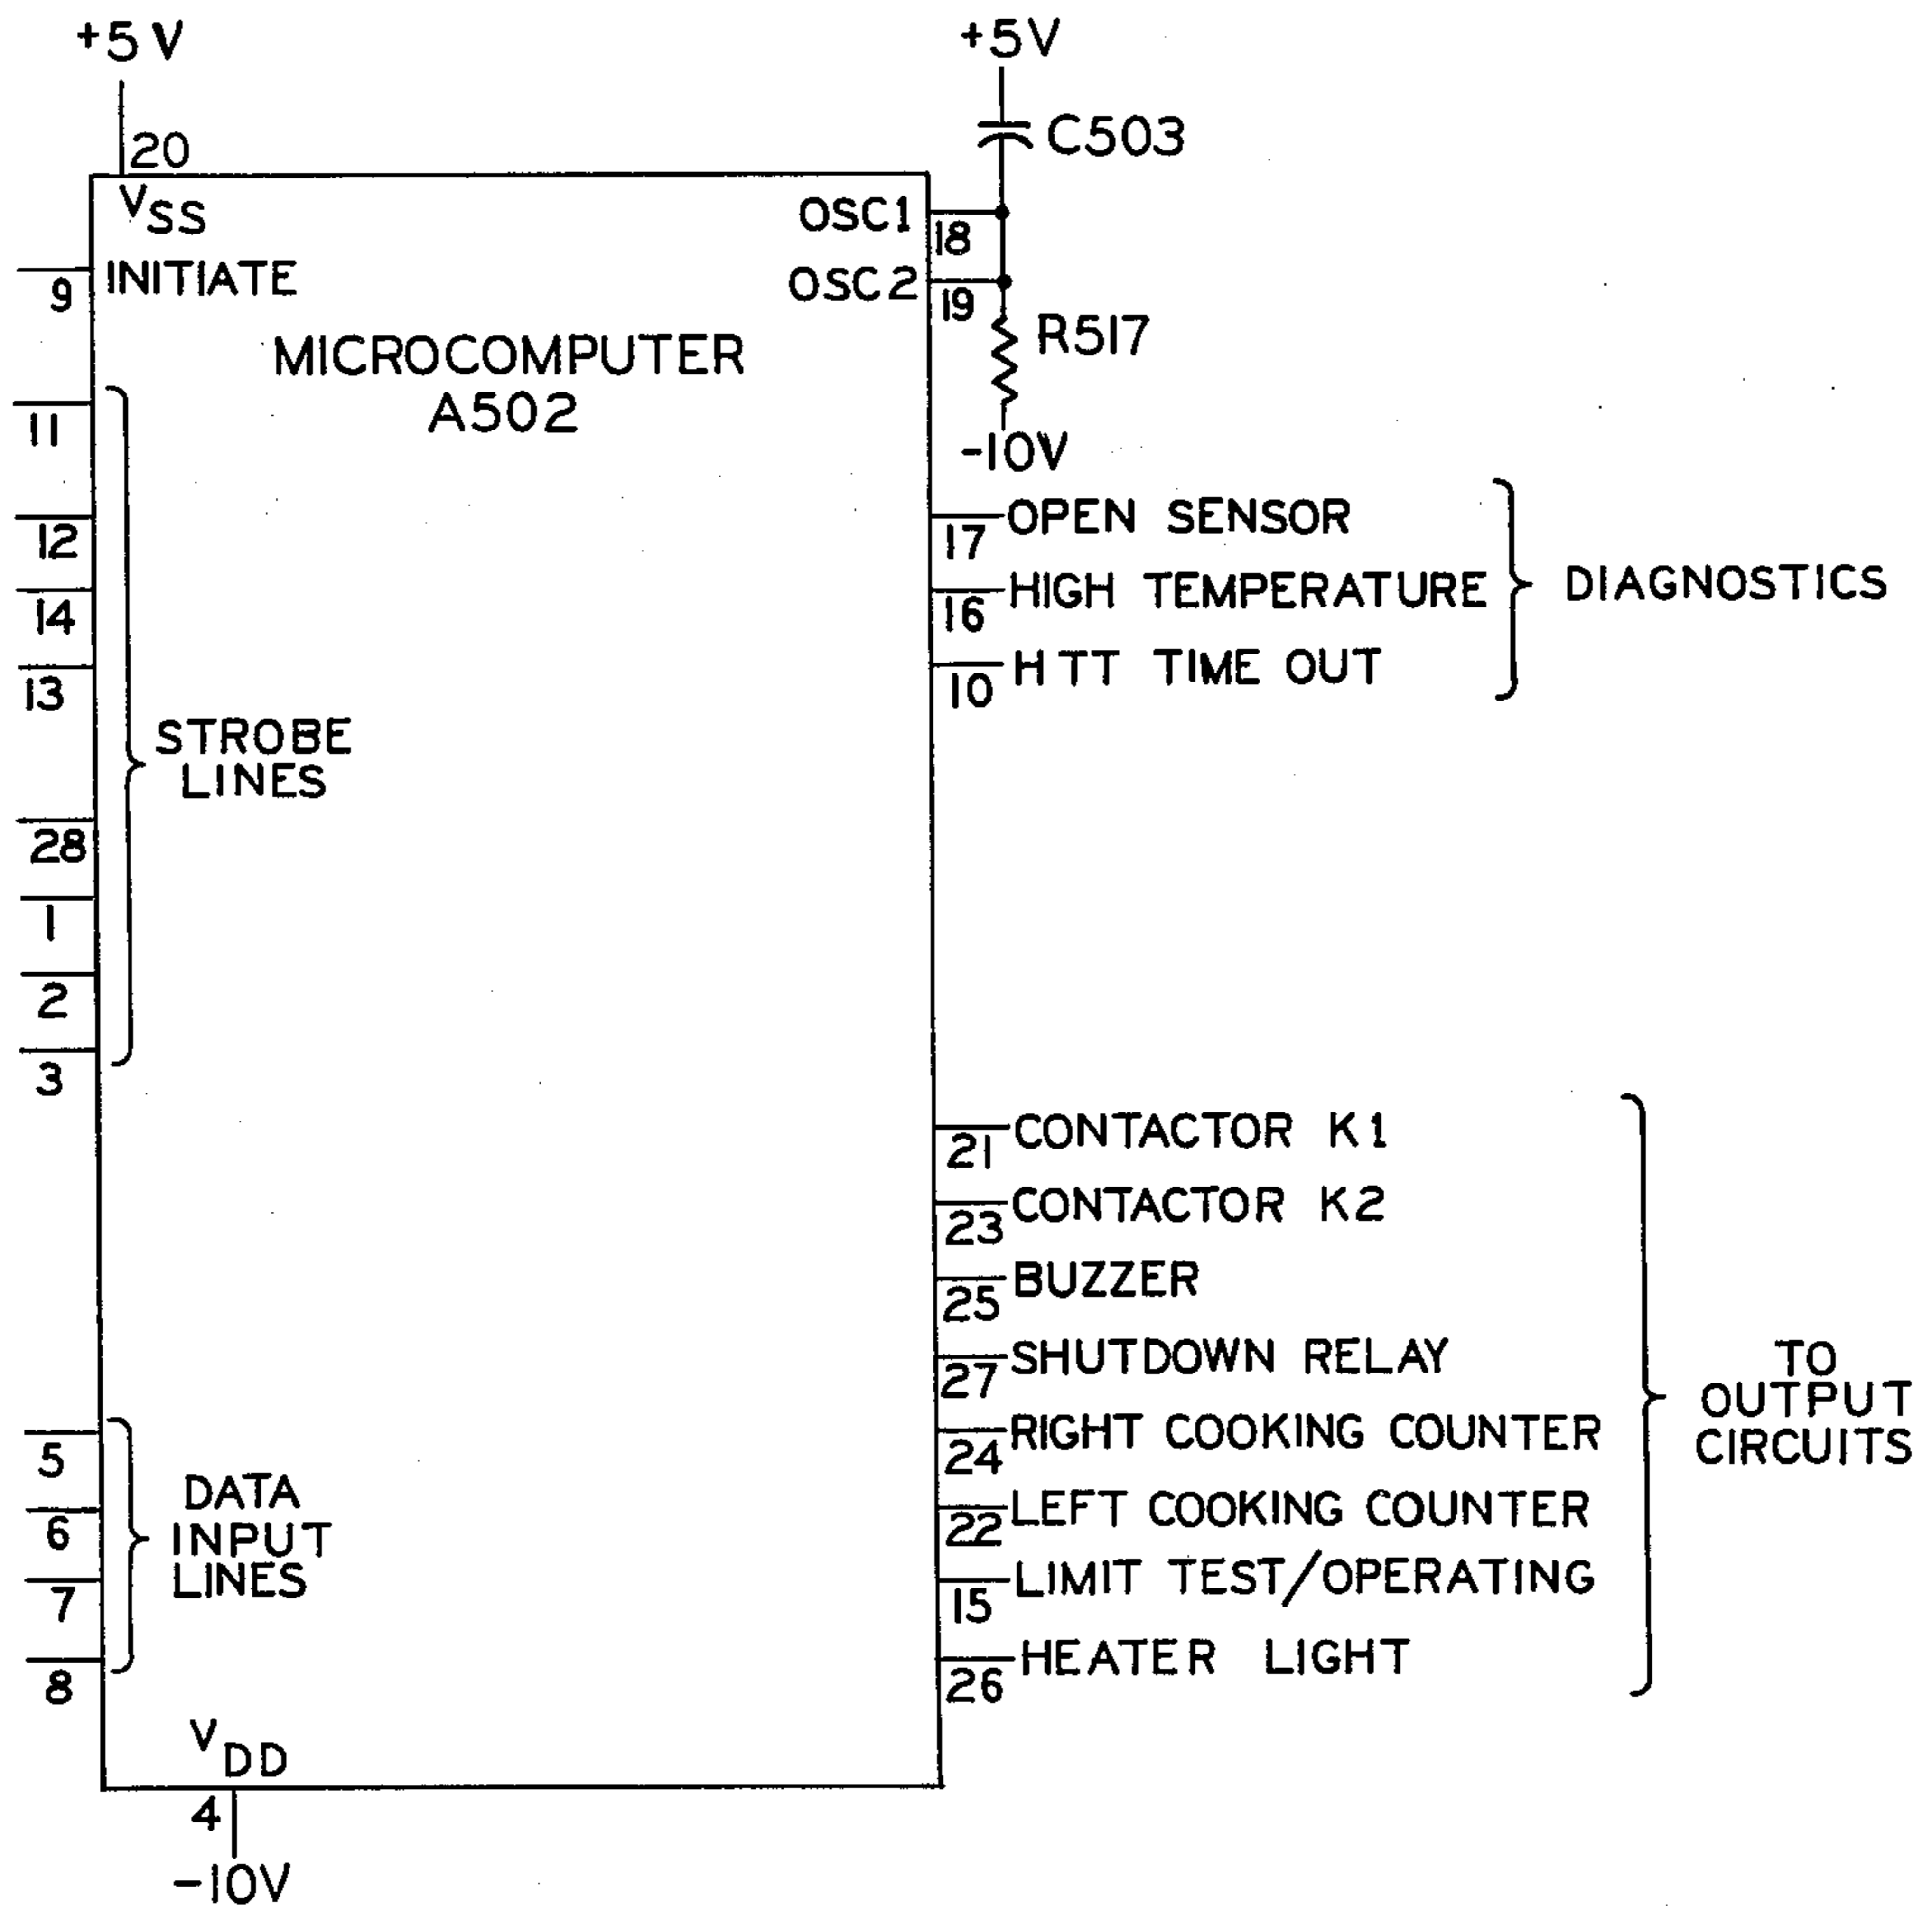 +5V
+5V
C503
20
VSS
OSC1
18
9
INITIATE
OSC2
19
R517
MICROCOMPUTER
A502
-10V
11
12
14
13
28
1
2
3
STROBE
LINES
17
OPEN SENSOR
16
HIGH TEMPERATURE
10
HTT TIME OUT
DIAGNOSTICS
21
CONTACTOR K1
23
CONTACTOR K2
25
BUZZER
27
SHUTDOWN RELAY
24
RIGHT COOKING COUNTER
22
LEFT COOKING COUNTER
15
LIMIT TEST/OPERATING
26
HEATER LIGHT
TO
OUTPUT
CIRCUITS
5
6
7
8
DATA
INPUT
LINES
VDD
4
-10V